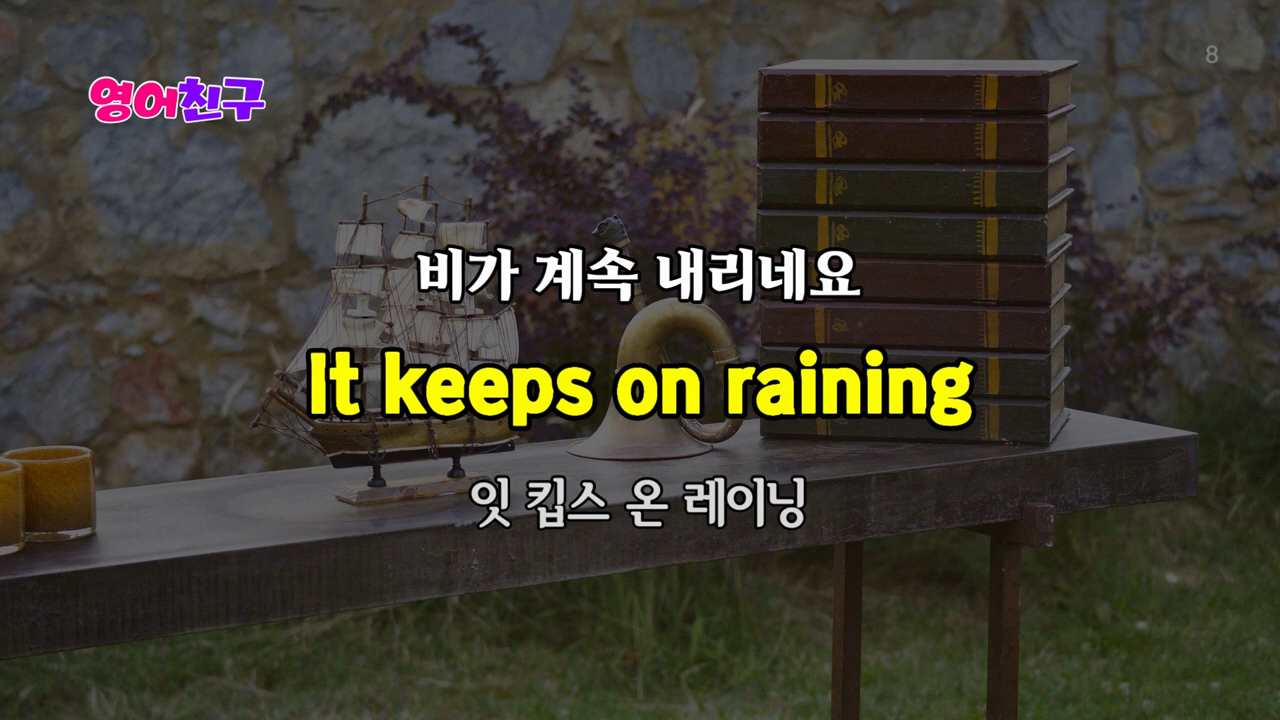 영어친구
8
비가 계속 내리네요
It keeps on raining
잇 킵스 온 레이닝